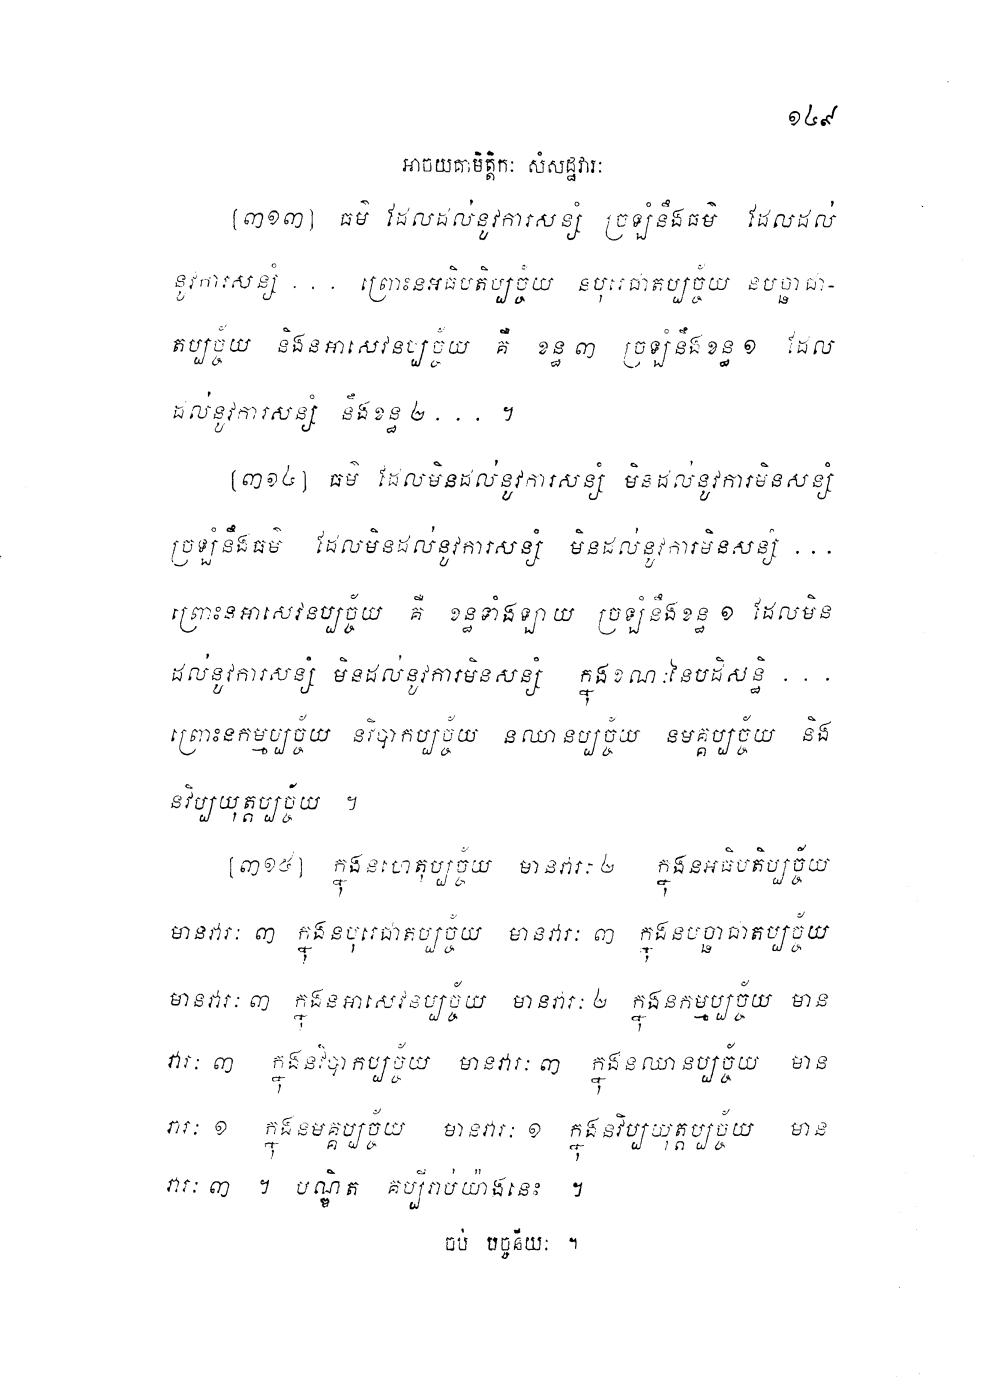 ១៤៩
អាចយគាមិត្តិកៈ សំសដ្ឋវារៈ
[៣១៣] ធម៌ ដែលដល់នូវការសន្សំ ច្រឡំនឹងធម៌ ដែលដល់
នូវការសន្សំ . . . ព្រោះនអធិបតិប្បច្ច័យ នបុរេជាតប្បច្ច័យ នបច្ឆាជា-
តប្បច្ច័យ និងនអាសេវនប្បច្ច័យ គឺ ខន្ធ ៣ ច្រឡំនឹងខន្ធ ១ ដែល
ដល់នូវការសន្សំ នឹងខន្ធ ២ . . . ។
[៣១៤] ធម៌ ដែលមិនដល់នូវការសន្សំ មិនដល់នូវការមិនសន្សំ
ច្រឡំនឹងធម៌ ដែលមិនដល់នូវការសន្សំ មិនដល់នូវការមិនសន្សំ . . .
ព្រោះនអាសេវនប្បច្ច័យ គឺ ខន្ធទាំងឡាយ ច្រឡំនឹងខន្ធ ១ ដែលមិន
ដល់នូវការសន្សំ មិនដល់នូវការមិនសន្សំ ក្នុងខណៈនៃបដិសន្ធិ . . .
ព្រោះនកម្មប្បច្ច័យ នវិបាកប្បច្ច័យ នឈានប្បច្ច័យ នមគ្គប្បច្ច័យ និង
នវិប្បយុត្តប្បច្ច័យ ។
[៣១៥] ក្នុងនហេតុប្បច្ច័យ មានវារៈ ២ ក្នុងនអធិបតិប្បច្ច័យ
មានវារៈ ៣ ក្នុងនបុរេជាតប្បច្ច័យ មានវារៈ ៣ ក្នុងនបច្ឆាជាតប្បច្ច័យ
មានវារៈ ៣ ក្នុងនអាសេវនប្បច្ច័យ មានវារៈ ២ ក្នុងនកម្មប្បច្ច័យ មាន
វារៈ ៣ ក្នុងនវិបាកប្បច្ច័យ មានវារៈ ៣ ក្នុងនឈានប្បច្ច័យ មាន
វារៈ ១ ក្នុងនមគ្គប្បច្ច័យ មានវារៈ ១ ក្នុងនវិប្បយុត្តប្បច្ច័យ មាន
វារៈ ៣ ។ បណ្ឌិត គប្បីរាប់យ៉ាងនេះ ។
ចប់ បច្ចនីយៈ ។